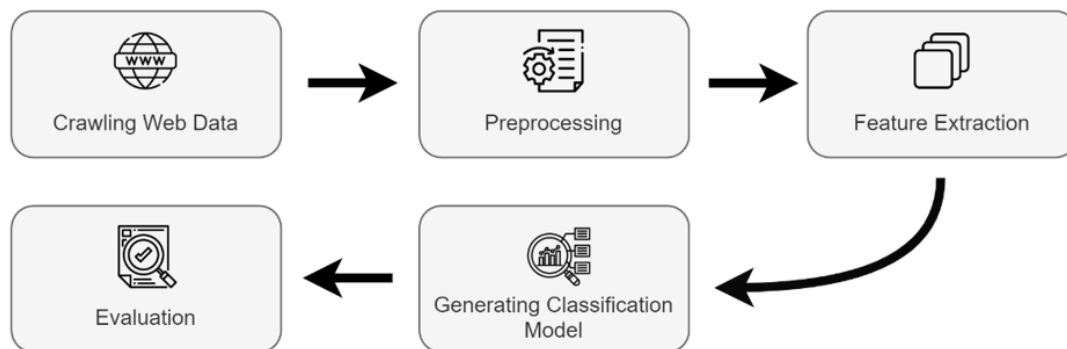 WWW
Crawling Web Data
Preprocessing
Feature Extraction
Generating Classification
Model
Evaluation